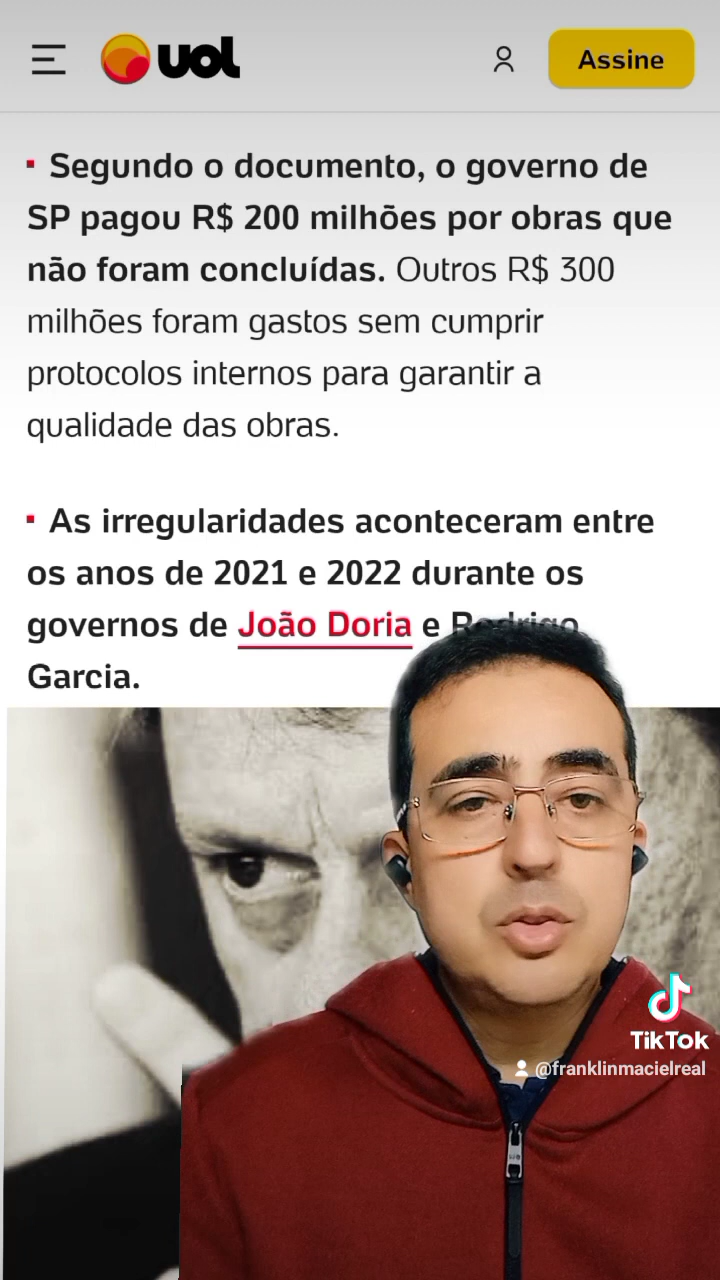 uol
Assine
Segundo o documento, o governo de
SP pagou R$ 200 milhões por obras que
não foram concluídas. Outros R$ 300
milhões foram gastos sem cumprir
protocolos internos para garantir a
qualidade das obras.
As irregularidades aconteceram entre
os anos de 2021 e 2022 durante os
governos de João Doria e Rodrigo
Garcia.
TikTok
@franklinmacielreal